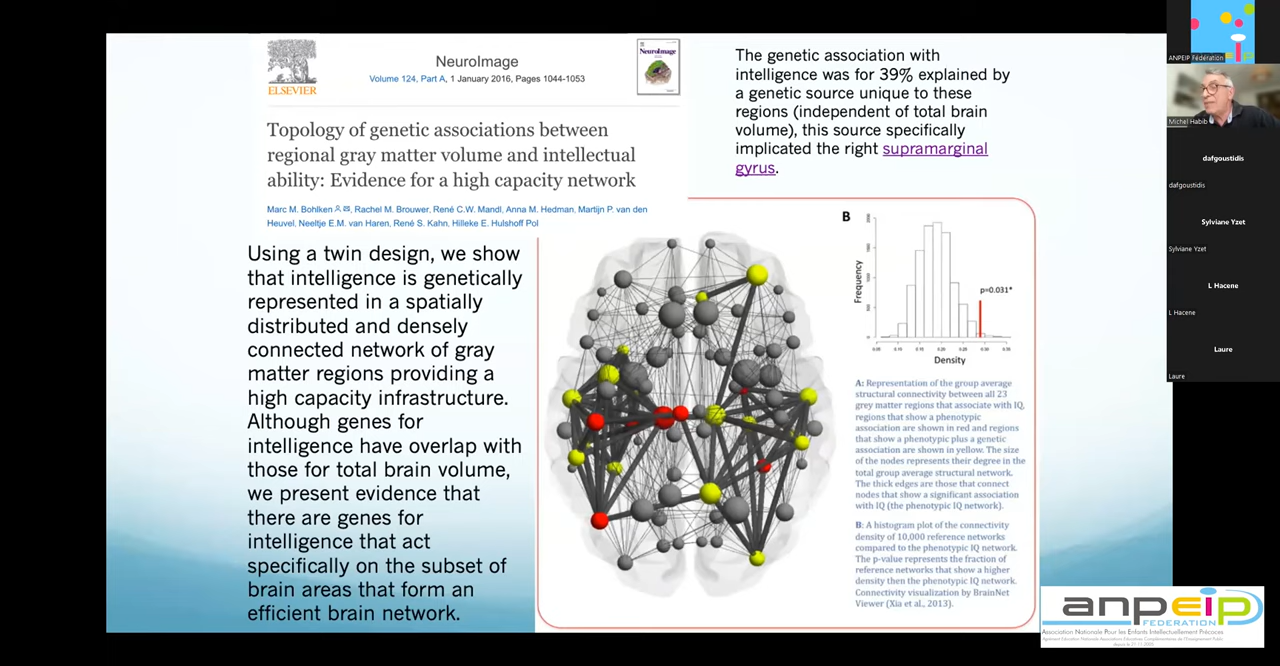 ELSEVIER
NeuroImage
Volume 124, Part A, 1 January 2016, Pages 1044-1053
NeuroImage
Topology of genetic associations between
regional gray matter volume and intellectual
ability: Evidence for a high capacity network
Marc M. Bohlken, Rachel M. Brouwer, René C.W. Mandl, Anna M. Hedman, Martijn P. van den
Heuvel, Neeltje E.M. van Haren, René S. Kahn, Hilleke E. Hulshoff Pol
Using a twin design, we show
that intelligence is genetically
represented in a spatially
distributed and densely
connected network of gray
matter regions providing a
high capacity infrastructure.
Although genes for
intelligence have overlap with
those for total brain volume,
we present evidence that
there are genes for
intelligence that act
specifically on the subset of
brain areas that form an
efficient brain network.
The genetic association with
intelligence was for 39% explained by
a genetic source unique to these
regions (independent of total brain
volume), this source specifically
implicated the right supramarginal
gyrus.
B
Frequency
p=0.031*
Density
A: Representation of the group average
structural connectivity between all 23
grey matter regions that associate with IQ,
regions that show a phenotypic
association are shown in red and regions
that show a phenotypic plus a genetic
association are shown in yellow. The size
of the nodes represents their degree in the
total group average structural network.
The thick edges are those that connect
nodes that show a significant association
with IQ (the phenotypic IQ network).
B: A histogram plot of the connectivity
density of 10,000 reference networks
compared to the phenotypic IQ network.
The p-value represents the fraction of
reference networks that show a higher
density then the phenotypic IQ network.
Connectivity visualization by BrainNet
Viewer (Xia et al., 2013).
ANPEIP Fédération
Michel Habib
dafgoustidis
dafgoustidis
Sylviane Yzet
Sylviane Yzet
L Hacene
L Hacene
Laure
Laure
anpeip
FEDERATION
Association Nationale Pour les Enfants Intellectuellement Précoces